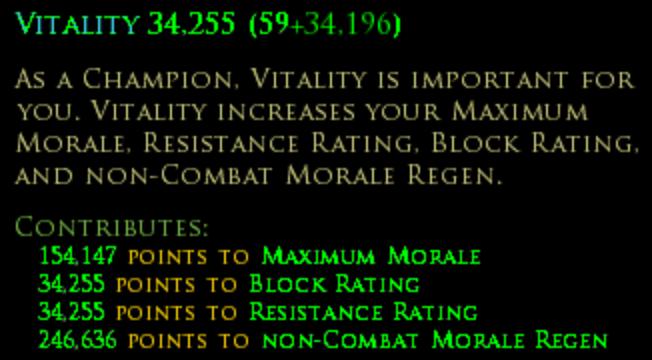 Vitality 34,255 (59+34,196)
As a Champion, Vitality is important for
you. Vitality increases your Maximum
Morale, Resistance Rating, Block Rating,
and non-Combat Morale Regen.
Contributes:
154,147 points to Maximum Morale
34,255 points to Block Rating
34,255 points to Resistance Rating
246,636 points to non-Combat Morale Regen